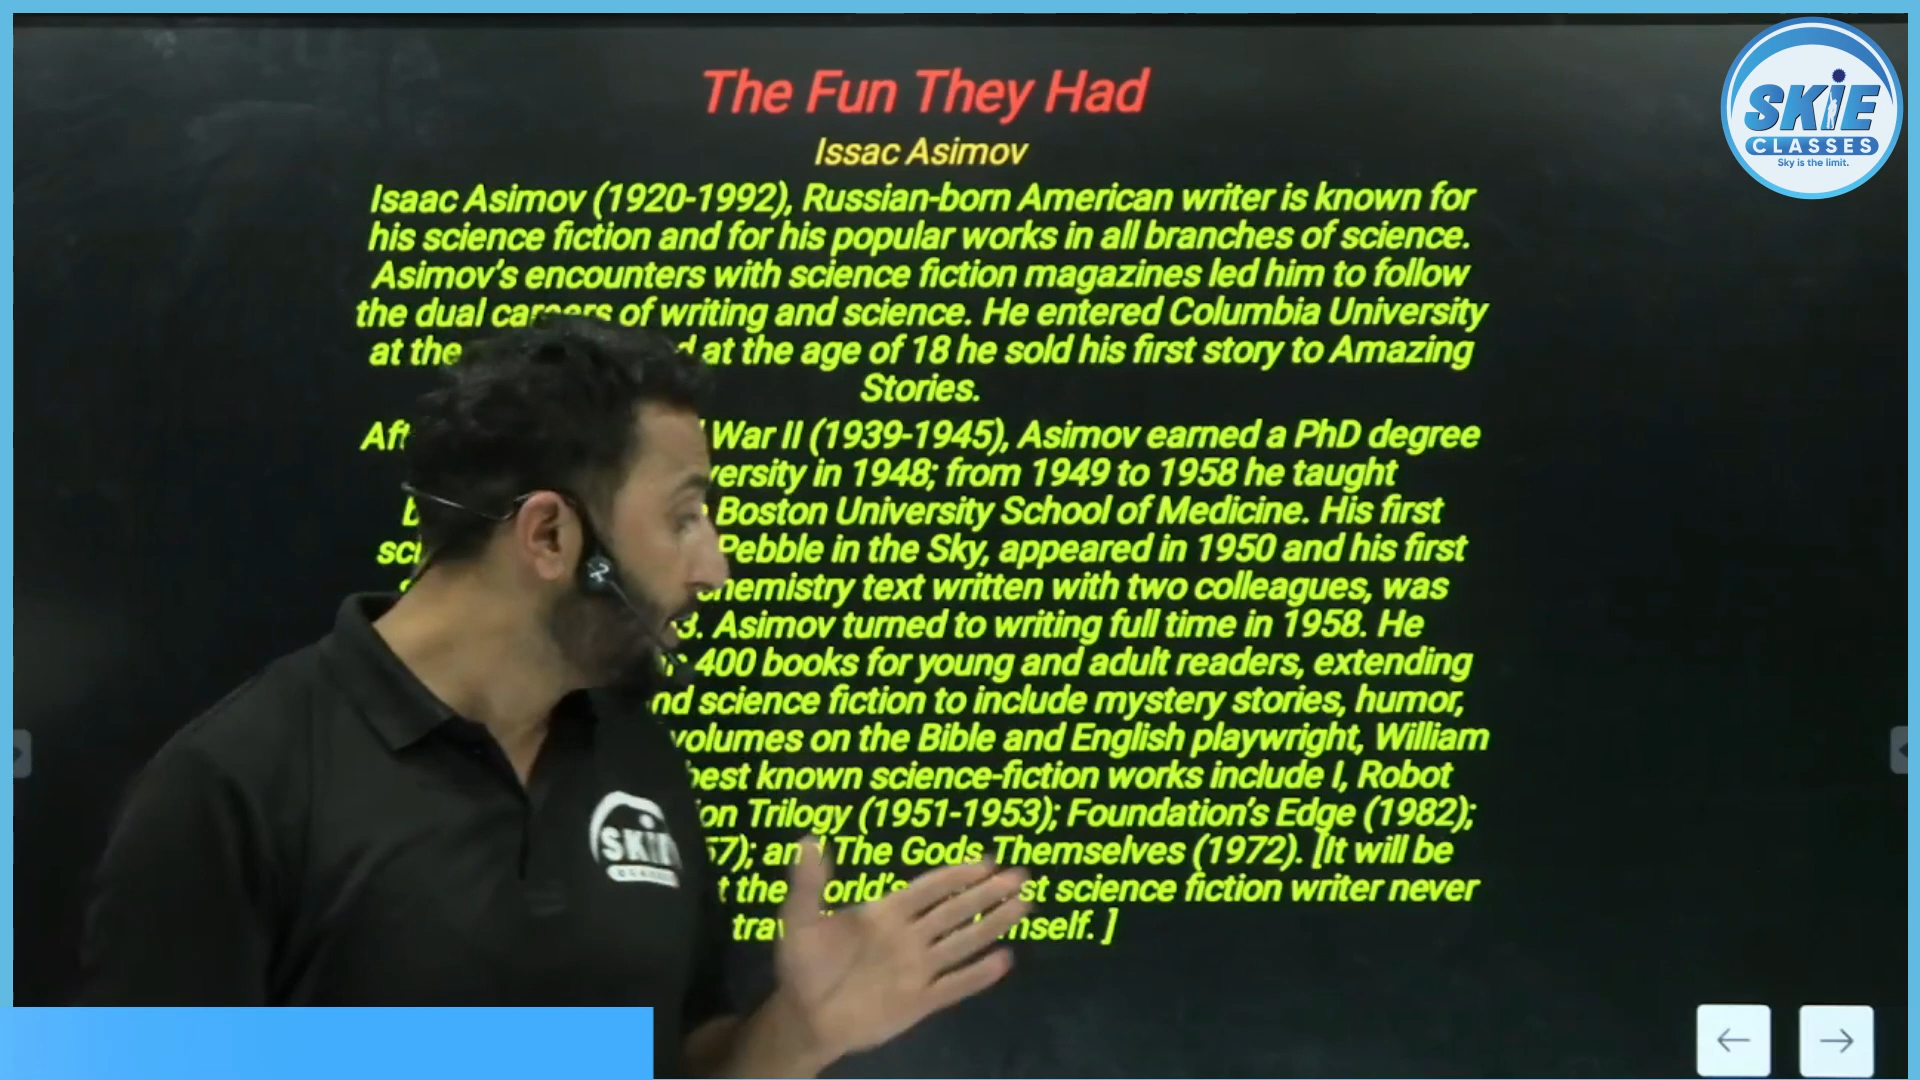 The Fun They Had
Issac Asimov
Isaac Asimov (1920-1992), Russian-born American writer is known for
his science fiction and for his popular works in all branches of science.
Asimov's encounters with science fiction magazines led him to follow
the dual careers of writing and science. He entered Columbia University
at the at the age of 18 he sold his first story to Amazing
Stories.
War II (1939-1945), Asimov earned a PhD degree
in 1948; from 1949 to 1958 he taught
Boston University School of Medicine. His first
Pebble in the Sky, appeared in 1950 and his first
text written with two colleagues, was
Asimov turned to writing full time in 1958. He
400 books for young and adult readers, extending
science fiction to include mystery stories, humor,
volumes on the Bible and English playwright, William
best known science-fiction works include I, Robot
Trilogy (1951-1953); Foundation's Edge (1982);
and The Gods Themselves (1972). [It will be
the science fiction writer never
]
SKIE
CLASSES
Sky is the limit.
SKIE
CLASSES